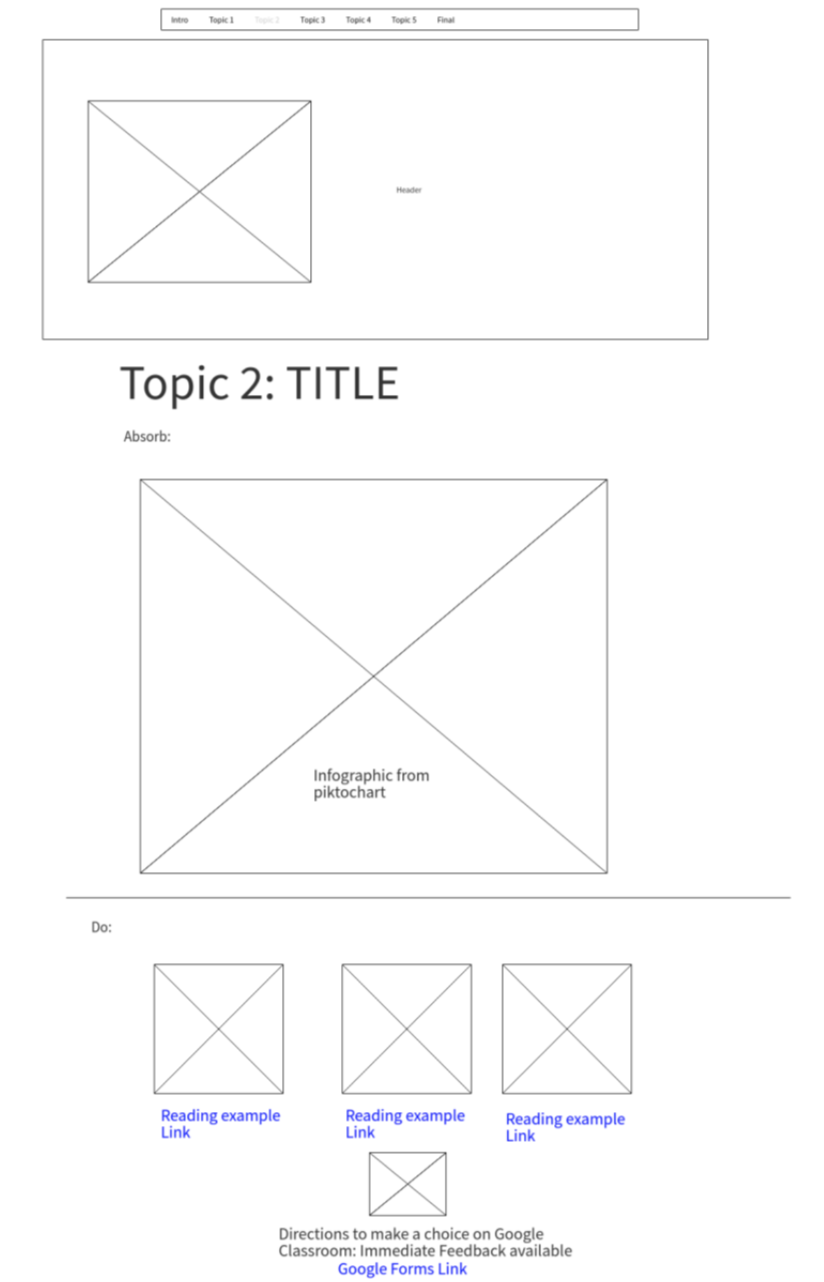 Intro Topic 1 Topic 2 Topic 3 Topic 4 Topic 5 Final
Header
Topic 2: TITLE
Absorb:
Infographic from
piktochart
Do:
Reading example
Link
Reading example
Link
Reading example
Link
Directions to make a choice on Google
Classroom: Immediate Feedback available
Google Forms Link